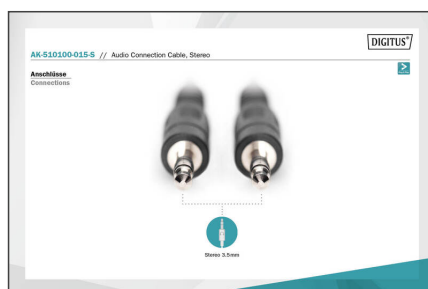 DIGITUS®
AK-510100-015-S // Audio Connection Cable, Stereo
Anschlüsse
Connections
Stereo 3.5mm